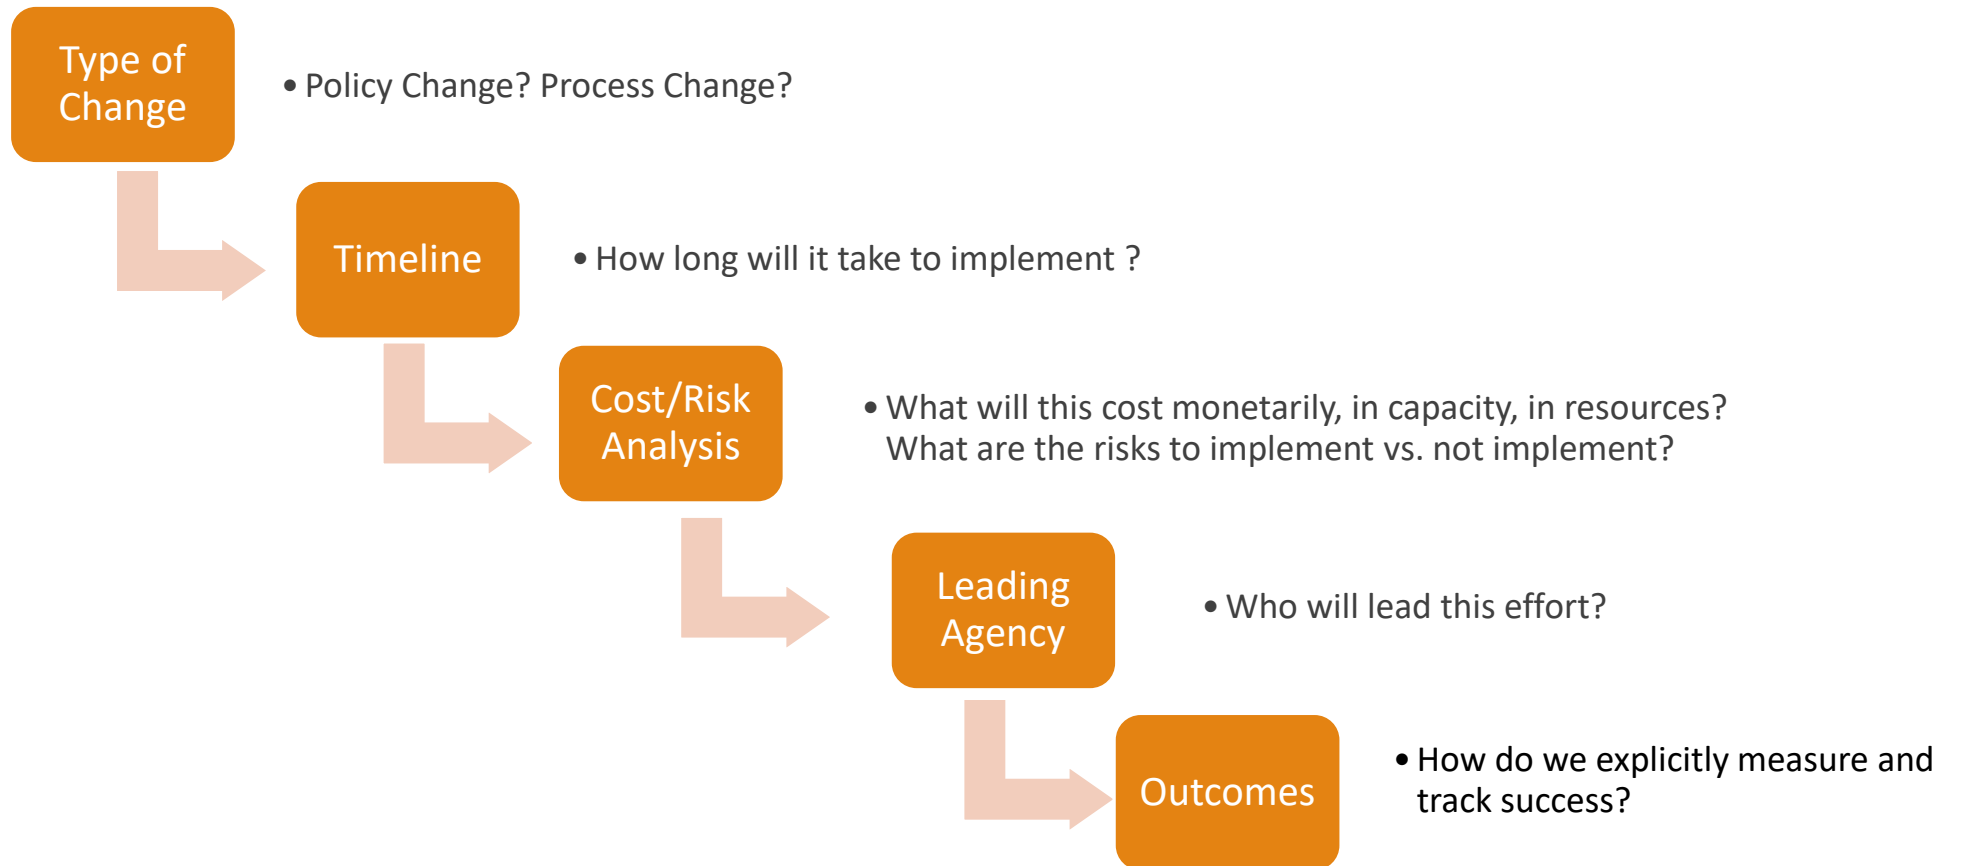 Type of
Change
• Policy Change? Process Change?
Timeline
• How long will it take to implement ?
Cost/Risk
Analysis
• What will this cost monetarily, in capacity, in resources?
What are the risks to implement vs. not implement?
Leading
Agency
• Who will lead this effort?
Outcomes
• How do we explicitly measure and
track success?